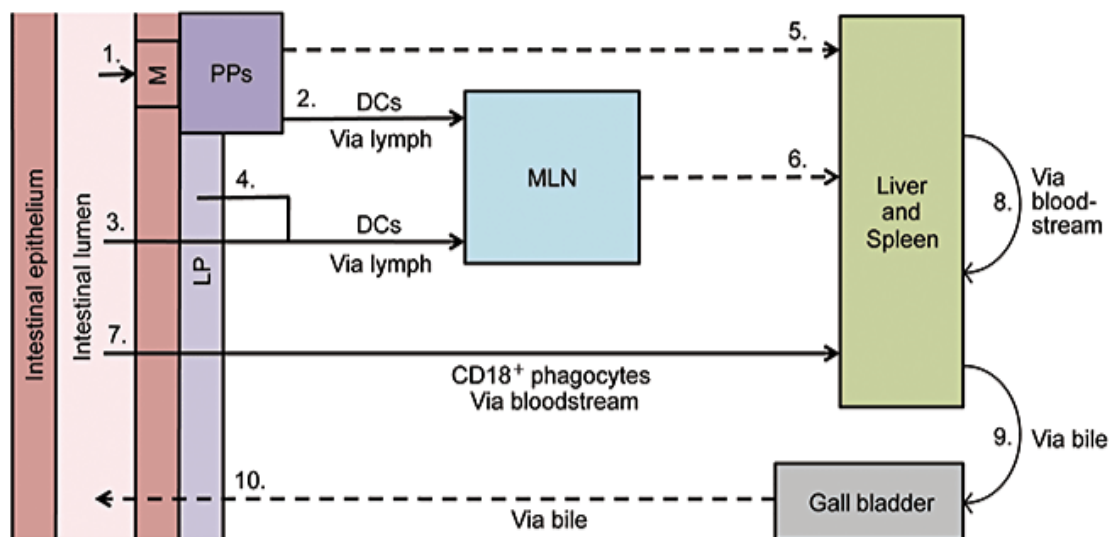 Intestinal epithelium
Intestinal lumen
1.
M
PPs
5.
2.
DCs
Via lymph
MLN
6.
Liver
and
Spleen
8.
Via
blood-
stream
4.
3.
DCs
Via lymph
LP
7.
CD18⁺ phagocytes
Via bloodstream
9.
Via bile
10.
Via bile
Gall bladder